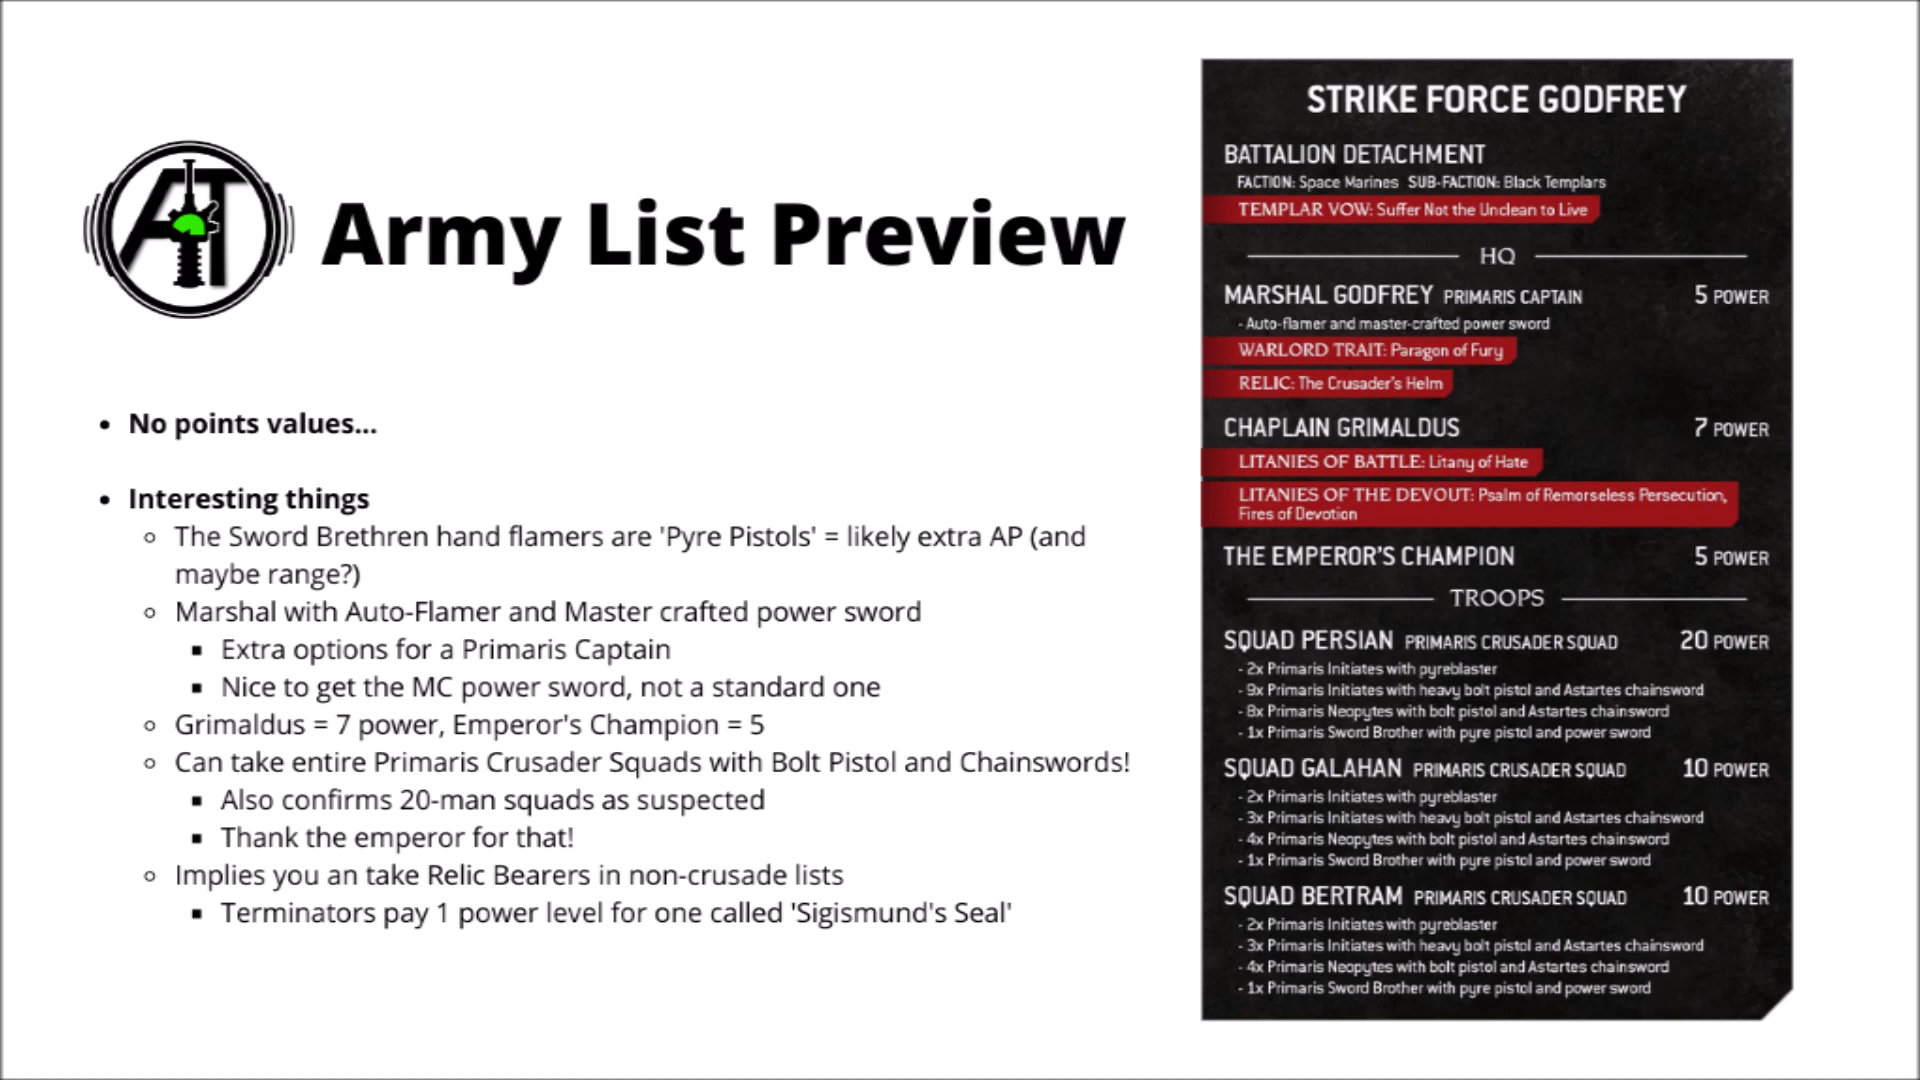 AT
Army List Preview
• No points values...
• Interesting things
◦ The Sword Brethren hand flamers are 'Pyre Pistols' = likely extra AP (and
maybe range?)
◦ Marshal with Auto-Flamer and Master crafted power sword
▪ Extra options for a Primaris Captain
▪ Nice to get the MC power sword, not a standard one
◦ Grimaldus = 7 power, Emperor's Champion = 5
◦ Can take entire Primaris Crusader Squads with Bolt Pistol and Chainswords!
▪ Also confirms 20-man squads as suspected
▪ Thank the emperor for that!
◦ Implies you an take Relic Bearers in non-crusade lists
▪ Terminators pay 1 power level for one called 'Sigismund's Seal'
STRIKE FORCE GODFREY
BATTALION DETACHMENT
FACTION: Space Marines SUB-FACTION: Black Templars
TEMPLAR VOW: Suffer Not the Unclean to Live
HQ
MARSHAL GODFREY PRIMARIS CAPTAIN 5 POWER
- Auto-flamer and master-crafted power sword
WARLORD TRAIT: Paragon of Fury
RELIC: The Crusader's Helm
CHAPLAIN GRIMALDUS 7 POWER
LITANIES OF BATTLE: Litany of Hate
LITANIES OF THE DEVOUT: Psalm of Remorseless Persecution,
Fires of Devotion
THE EMPEROR'S CHAMPION 5 POWER
TROOPS
SQUAD PERSIAN PRIMARIS CRUSADER SQUAD 20 POWER
- 2x Primaris Initiates with pyreblaster
- 9x Primaris Initiates with heavy bolt pistol and Astartes chainsword
- 8x Primaris Neopytes with bolt pistol and Astartes chainsword
- 1x Primaris Sword Brother with pyre pistol and power sword
SQUAD GALAHAN PRIMARIS CRUSADER SQUAD 10 POWER
- 2x Primaris Initiates with pyreblaster
- 3x Primaris Initiates with heavy bolt pistol and Astartes chainsword
- 4x Primaris Neopytes with bolt pistol and Astartes chainsword
- 1x Primaris Sword Brother with pyre pistol and power sword
SQUAD BERTRAM PRIMARIS CRUSADER SQUAD 10 POWER
- 2x Primaris Initiates with pyreblaster
- 3x Primaris Initiates with heavy bolt pistol and Astartes chainsword
- 4x Primaris Neopytes with bolt pistol and Astartes chainsword
- 1x Primaris Sword Brother with pyre pistol and power sword